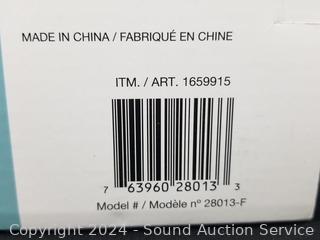 MADE IN CHINA / FABRIQUÉ EN CHINE
ITM. / ART. 1659915
7 63960 28013 3
Model # / Modèle nº 28013-F
Copyright 2024 - Sound Auction Service